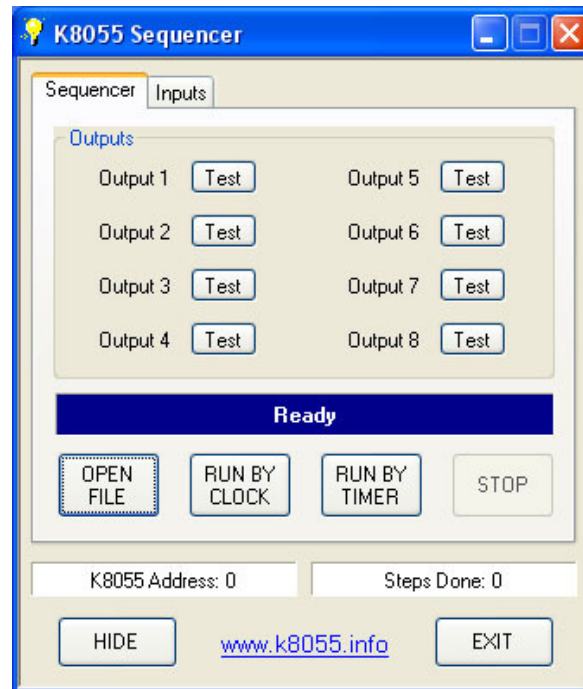 K8055 Sequencer
Sequencer Inputs
Outputs
Output 1 Test Output 5 Test
Output 2 Test Output 6 Test
Output 3 Test Output 7 Test
Output 4 Test Output 8 Test
Ready
OPEN FILE
RUN BY CLOCK
RUN BY TIMER
STOP
K8055 Address: 0 Steps Done: 0
HIDE www.k8055.info EXIT